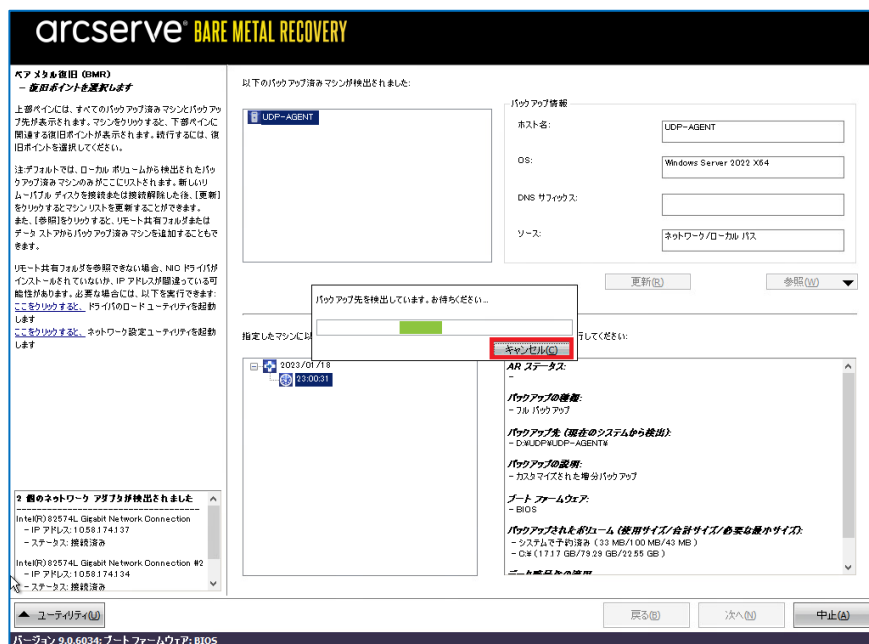 arcserve® BARE METAL RECOVERY
ベア メタル復旧 (BMR)
- 復旧ポイントを選択します
上部ペインには、すべてのバックアップ済みマシンとバックアッ
プ先が表示されます。マシンをクリックすると、下部ペインに
関連する復旧ポイントが表示されます。続行するには、復
旧ポイントを選択してください。
注:デフォルトでは、ローカル ボリュームから検出されたバッ
クアップ済みマシンのみがここにリストされます。新しいリ
ムーバブル ディスクを接続または接続解除した後、[更新]
をクリックするとマシン リストを更新することができます。
また、[参照]をクリックすると、リモート共有フォルダまたは
データ ストアからバックアップ済みマシンを追加することもで
きます。
リモート共有フォルダを参照できない場合、NIC ドライバが
インストールされていないか、IP アドレスが間違っている可
能性があります。必要な場合には、以下を実行できます:
ここをクリックすると、ドライバのロード ユーティリティを起動
します
ここをクリックすると、ネットワーク設定ユーティリティを起動
します
2 個のネットワーク アダプタが検出されました
Intel(R) 82574L Gigabit Network Connection
- IP アドレス: 10.58.174.137
- ステータス: 接続済み
Intel(R) 82574L Gigabit Network Connection #2
- IP アドレス: 10.58.174.134
- ステータス: 接続済み
以下のバックアップ済みマシンが検出されました:
UDP-AGENT
バックアップ情報
ホスト名:
UDP-AGENT
OS:
Windows Server 2022 X64
DNS サフィックス:
ソース:
ネットワーク/ローカル パス
更新(R)
参照(W)
バックアップ先を検出しています。お待ちください...
キャンセル(C)
指定したマシンに以
行してください:
2023/01/18
23:00:31
AR ステータス:
-
バックアップの種類:
- フル バックアップ
バックアップ先 (現在のシステムから検出):
- D:¥UDP¥UDP-AGENT¥
バックアップの説明:
- カスタマイズされた増分バックアップ
ブート ファームウェア:
- BIOS
バックアップされたボリューム (使用サイズ/合計サイズ/必要な最小サイズ):
- システムで予約済み ( 33 MB/100 MB/43 MB )
- C:¥ ( 17.17 GB/79.29 GB/22.55 GB )
ユーティリティ(U)
戻る(B)
次へ(N)
中止(A)
バージョン 9.0.6034; ブート ファームウェア: BIOS